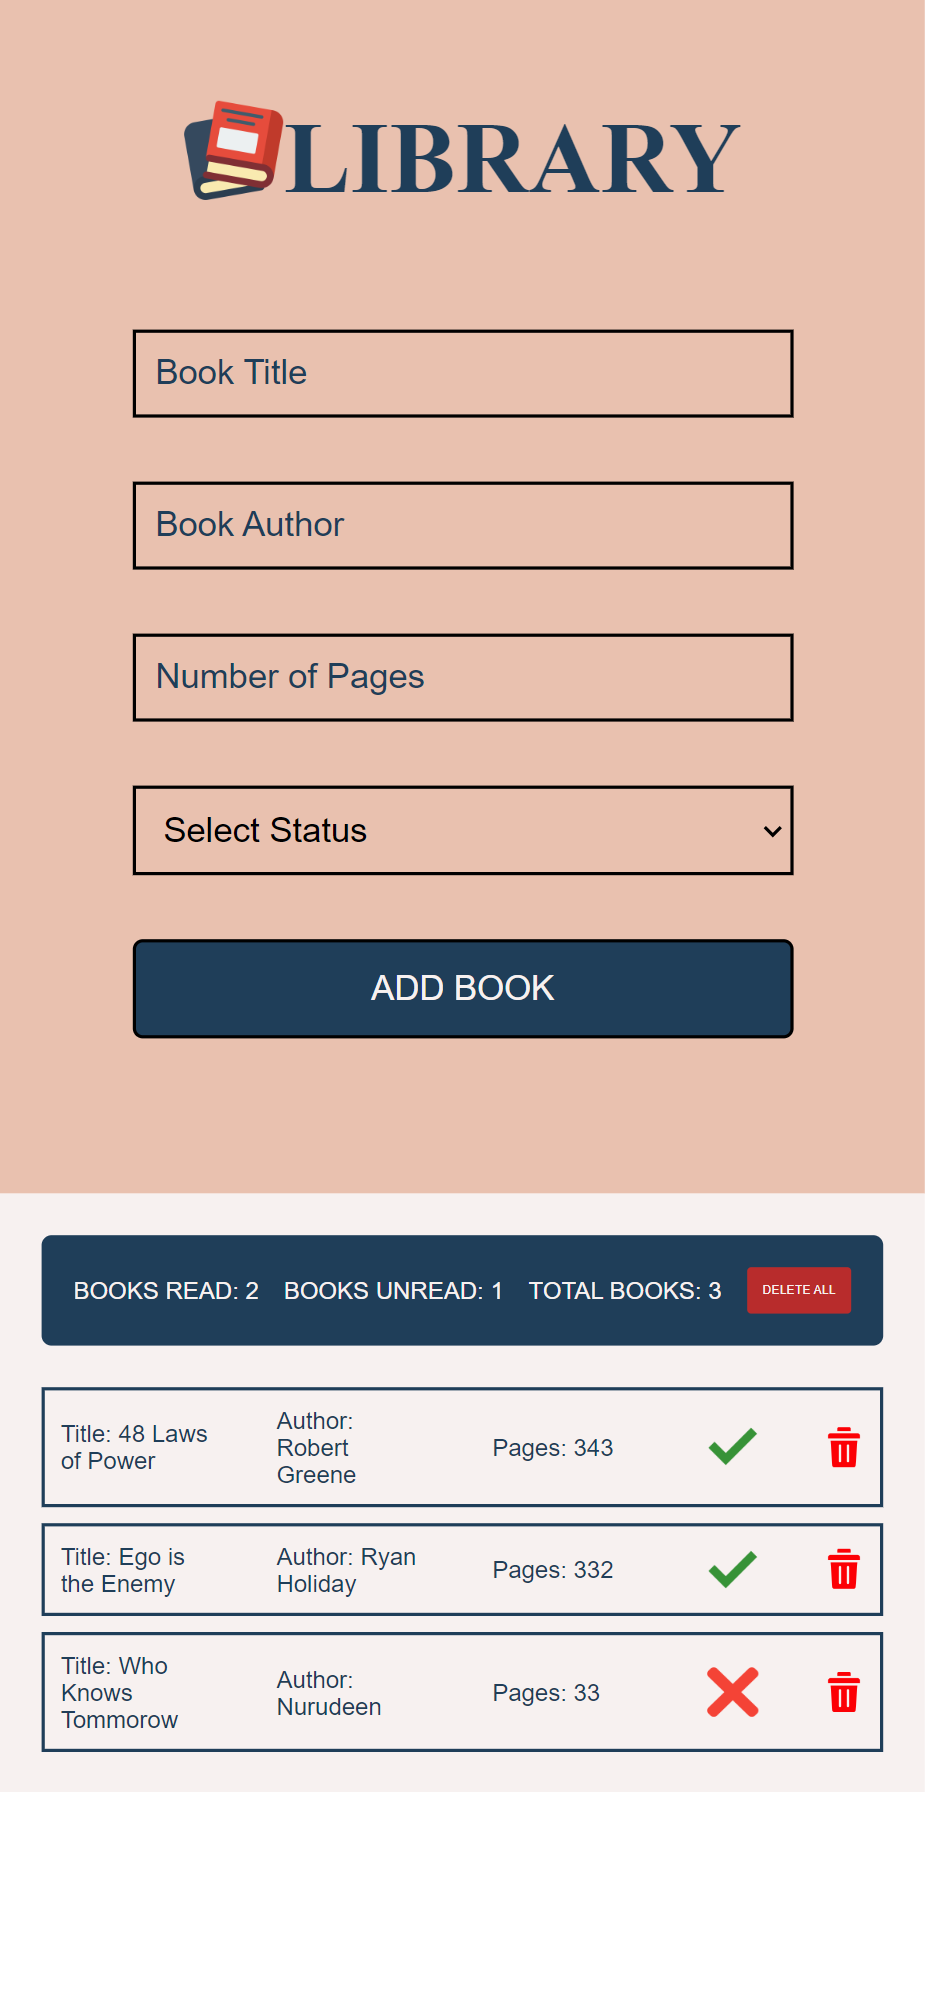 LIBRARY
Book Title
Book Author
Number of Pages
Select Status
ADD BOOK
BOOKS READ: 2 BOOKS UNREAD: 1 TOTAL BOOKS: 3 DELETE ALL
Title: 48 Laws
of Power
Author:
Robert
Greene
Pages: 343
Title: Ego is
the Enemy
Author: Ryan
Holiday
Pages: 332
Title: Who
Knows
Tommorow
Author:
Nurudeen
Pages: 33